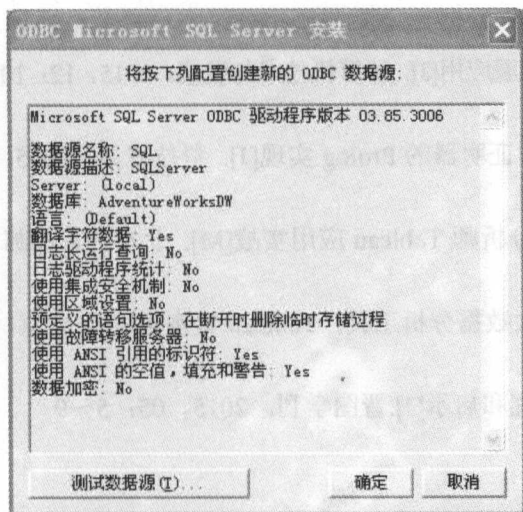 ODBC Microsoft SQL Server 安装
将按下列配置创建新的 ODBC 数据源:
Microsoft SQL Server ODBC 驱动程序版本 03.85.3006
数据源名称: SQL
数据源描述: SQLServer
Server: (Local)
数据库: AdventureWorksDW
语言: (Default)
翻译字符数据: Yes
日志长运行查询: No
日志驱动程序统计: No
使用集成安全机制: No
使用区域设置: No
预定义的语句选项: 在断开时删除临时存储过程
使用故障转移服务器: No
使用 ANSI 引用的标识符: Yes
使用 ANSI 的空值,填充和警告: Yes
数据加密: No
测试数据源(T)...
确定
取消